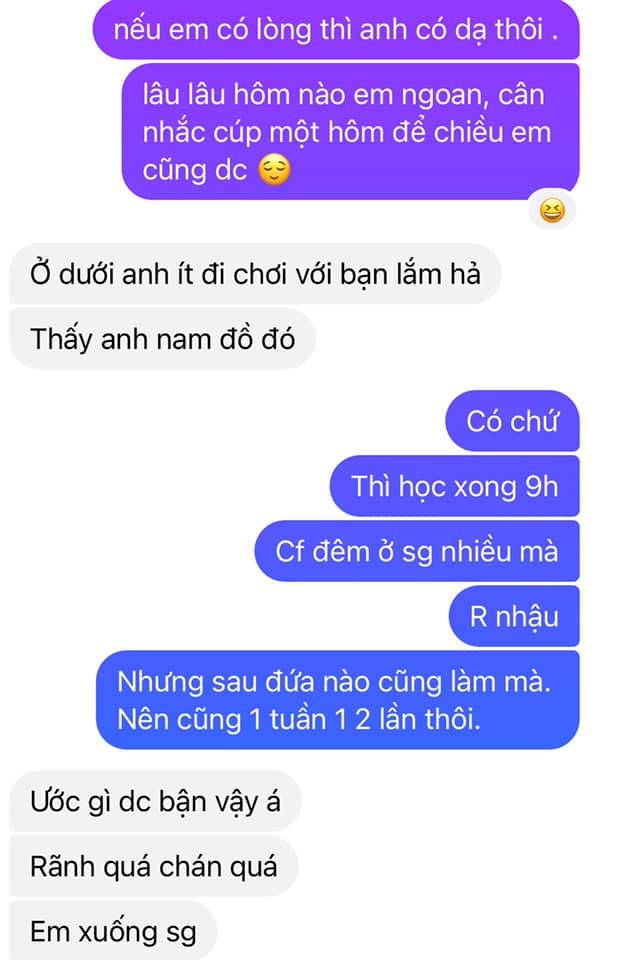 nếu em có lòng thì anh có dạ thôi .
lâu lâu hôm nào em ngoan, cân
nhắc cúp một hôm để chiều em
cũng dc 😌
Ở dưới anh ít đi chơi với bạn lắm hả
Thấy anh nam đồ đó
Có chứ
Thì học xong 9h
Cf đêm ở sg nhiều mà
R nhậu
Nhưng sau đứa nào cũng làm mà.
Nên cũng 1 tuần 1 2 lần thôi.
Ước gì dc bận vậy á
Rãnh quá chán quá
Em xuống sg